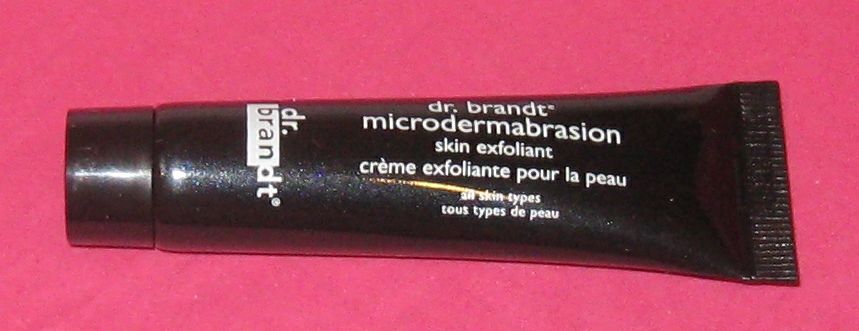 dr.
brandt®
dr. brandt®
microdermabrasion
skin exfoliant
crème exfoliante pour la peau
all skin types
tous types de peau